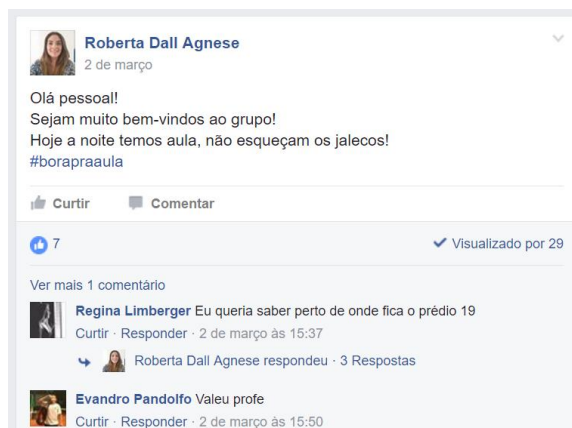 Roberta Dall Agnese
2 de março
Olá pessoal!
Sejam muito bem-vindos ao grupo!
Hoje a noite temos aula, não esqueçam os jalecos!
#borapraaula
Curtir Comentar
7 Visualizado por 29
Ver mais 1 comentário
Regina Limberger Eu queria saber perto de onde fica o prédio 19
Curtir · Responder · 2 de março às 15:37
Roberta Dall Agnese respondeu · 3 Respostas
Evandro Pandolfo Valeu profe
Curtir · Responder · 2 de março às 15:50